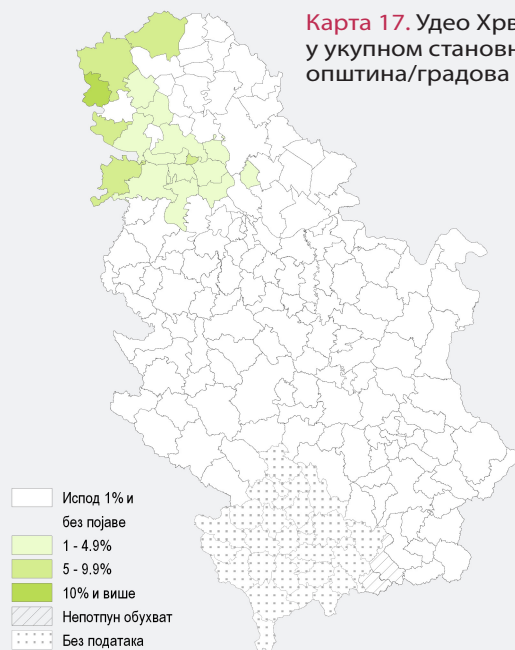 Карта 17. Удео Хрв
у укупном становн
општина/градова
Испод 1% и
без појаве
1 - 4.9%
5 - 9.9%
10% и више
Непотпун обухват
Без података